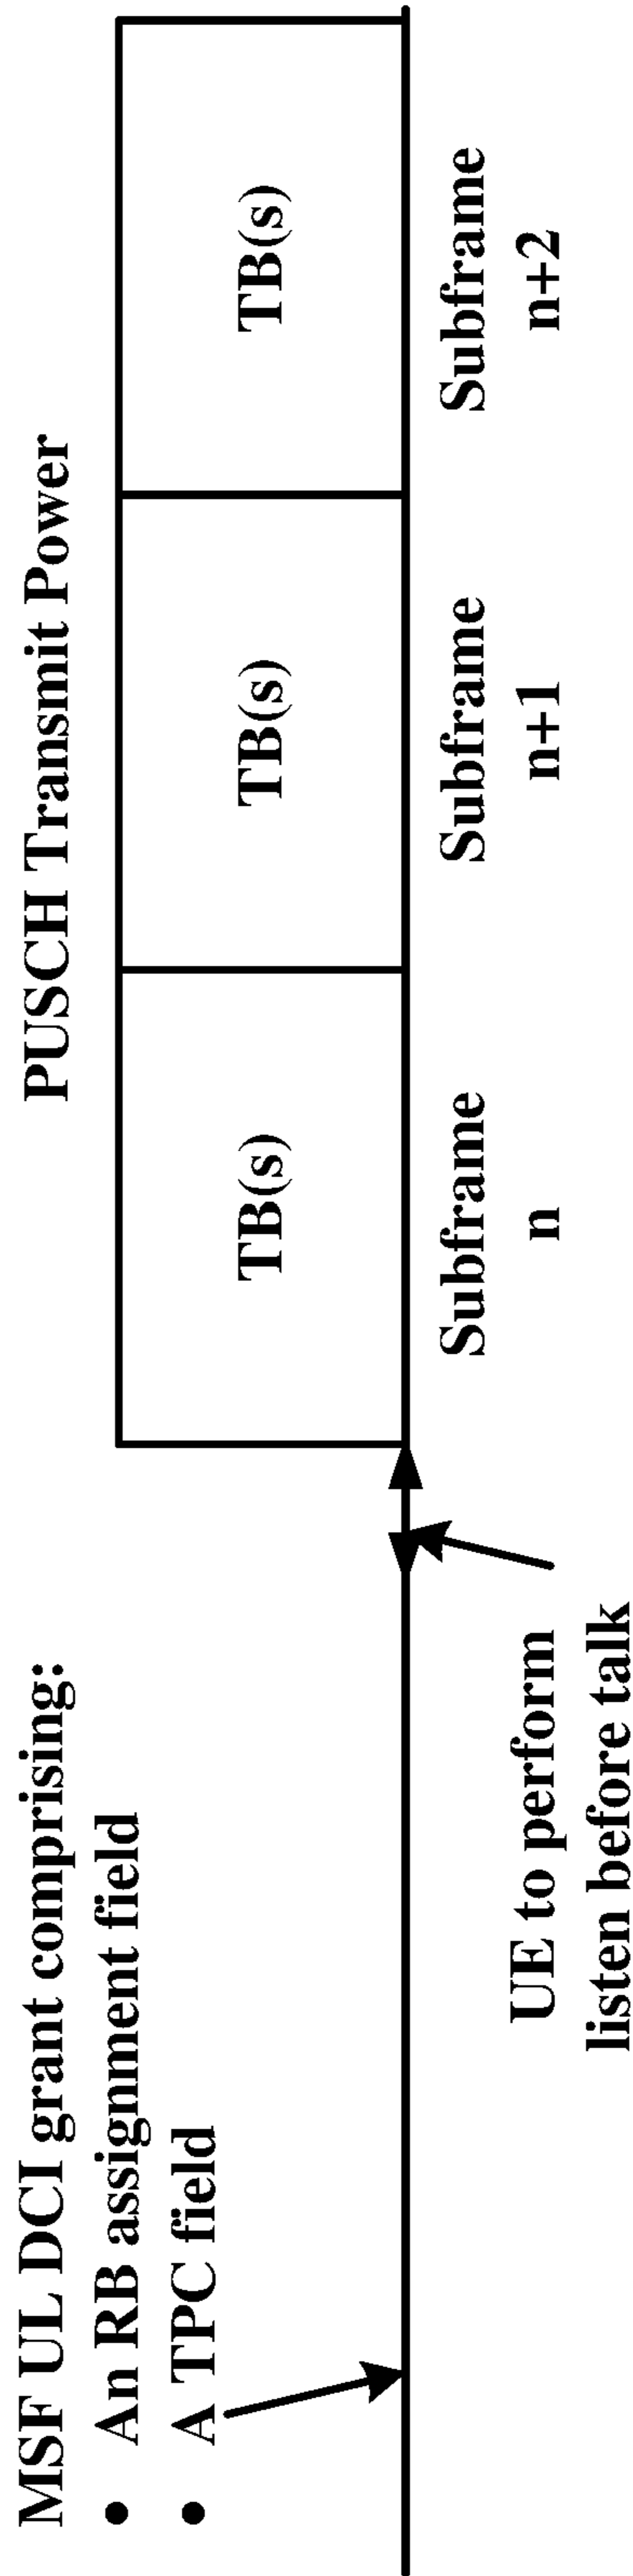 MSF UL DCI grant comprising:
• An RB assignment field
• A TPC field
UE to perform
listen before talk
PUSCH Transmit Power
TB(s)
TB(s)
TB(s)
Subframe
n
Subframe
n+1
Subframe
n+2